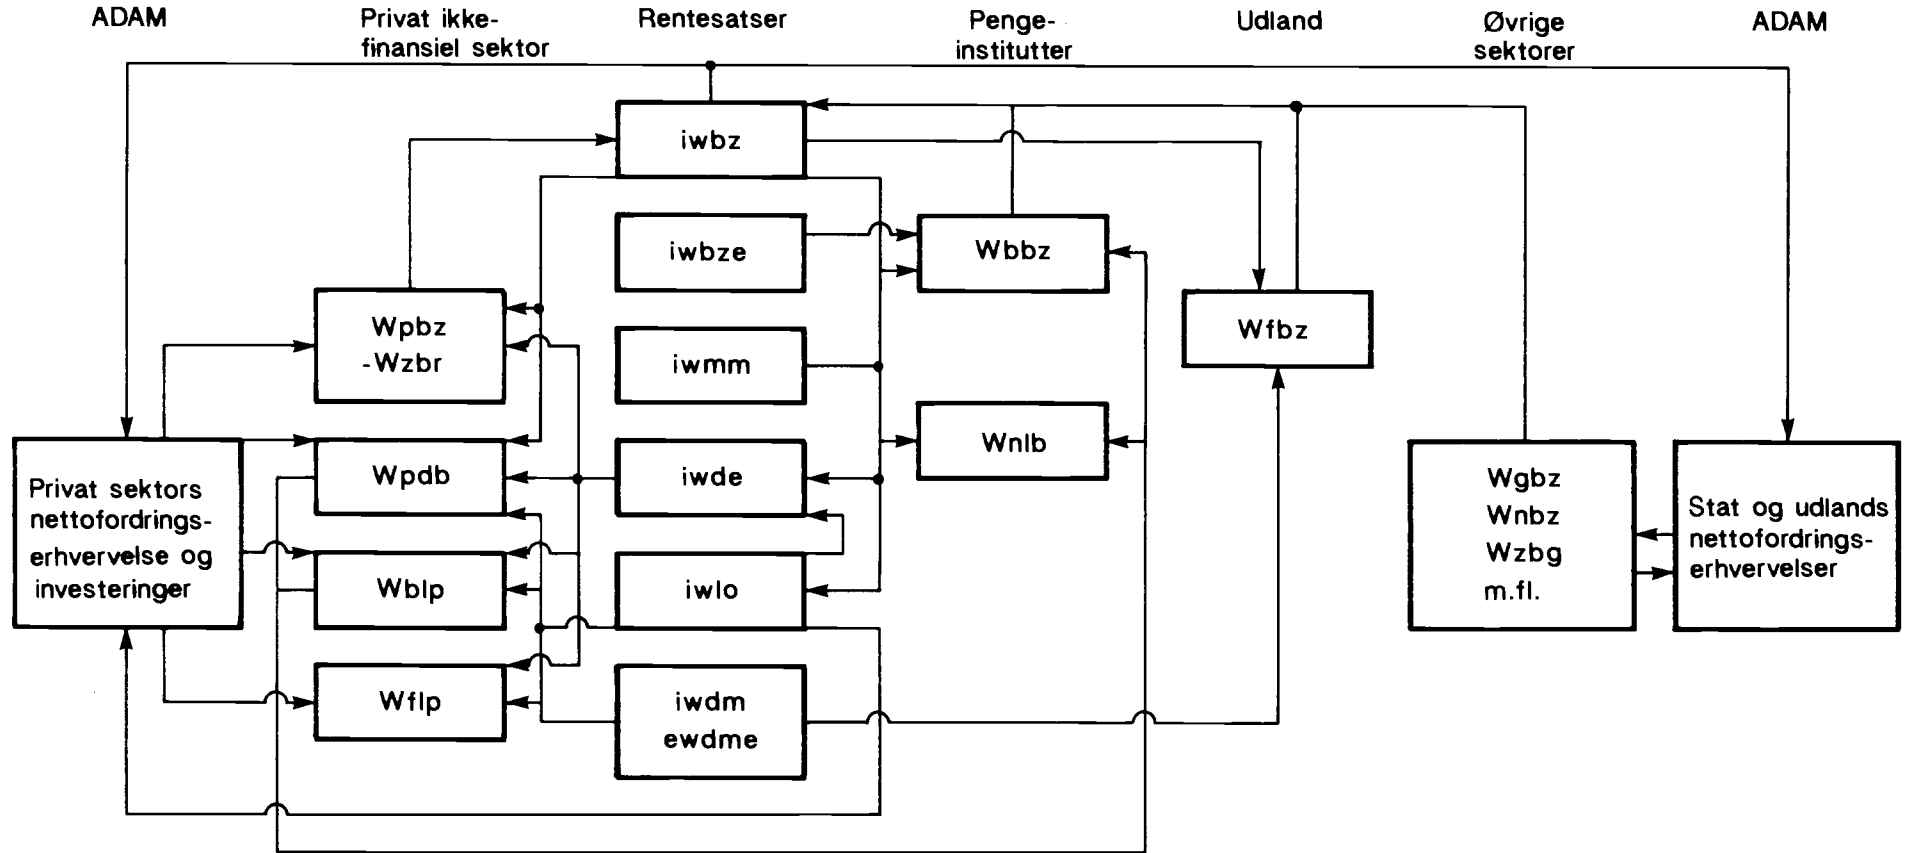 ADAM
Privat ikke-
finansiel sektor
Rentesatser
Penge-
institutter
Udland
Øvrige
sektorer
ADAM
iwbz
iwbze
Wbbz
Wpbz
-Wzbr
Wfbz
iwmm
Wnlb
Wpdb
iwde
Privat sektors
nettofordrings-
erhvervelse og
investeringer
Wgbz
Wnbz
Wzbg
m.fl.
Stat og udlands
nettofordrings-
erhvervelser
Wblp
iwlo
Wflp
iwdm
ewdme